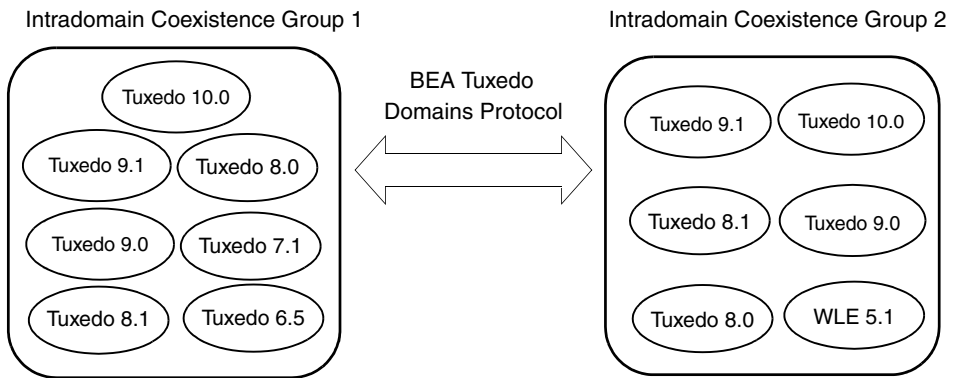 Intradomain Coexistence Group 1
Intradomain Coexistence Group 2
BEA Tuxedo
Domains Protocol
Tuxedo 10.0
Tuxedo 9.1
Tuxedo 8.0
Tuxedo 9.0
Tuxedo 7.1
Tuxedo 8.1
Tuxedo 6.5
Tuxedo 9.1
Tuxedo 10.0
Tuxedo 8.1
Tuxedo 9.0
Tuxedo 8.0
WLE 5.1